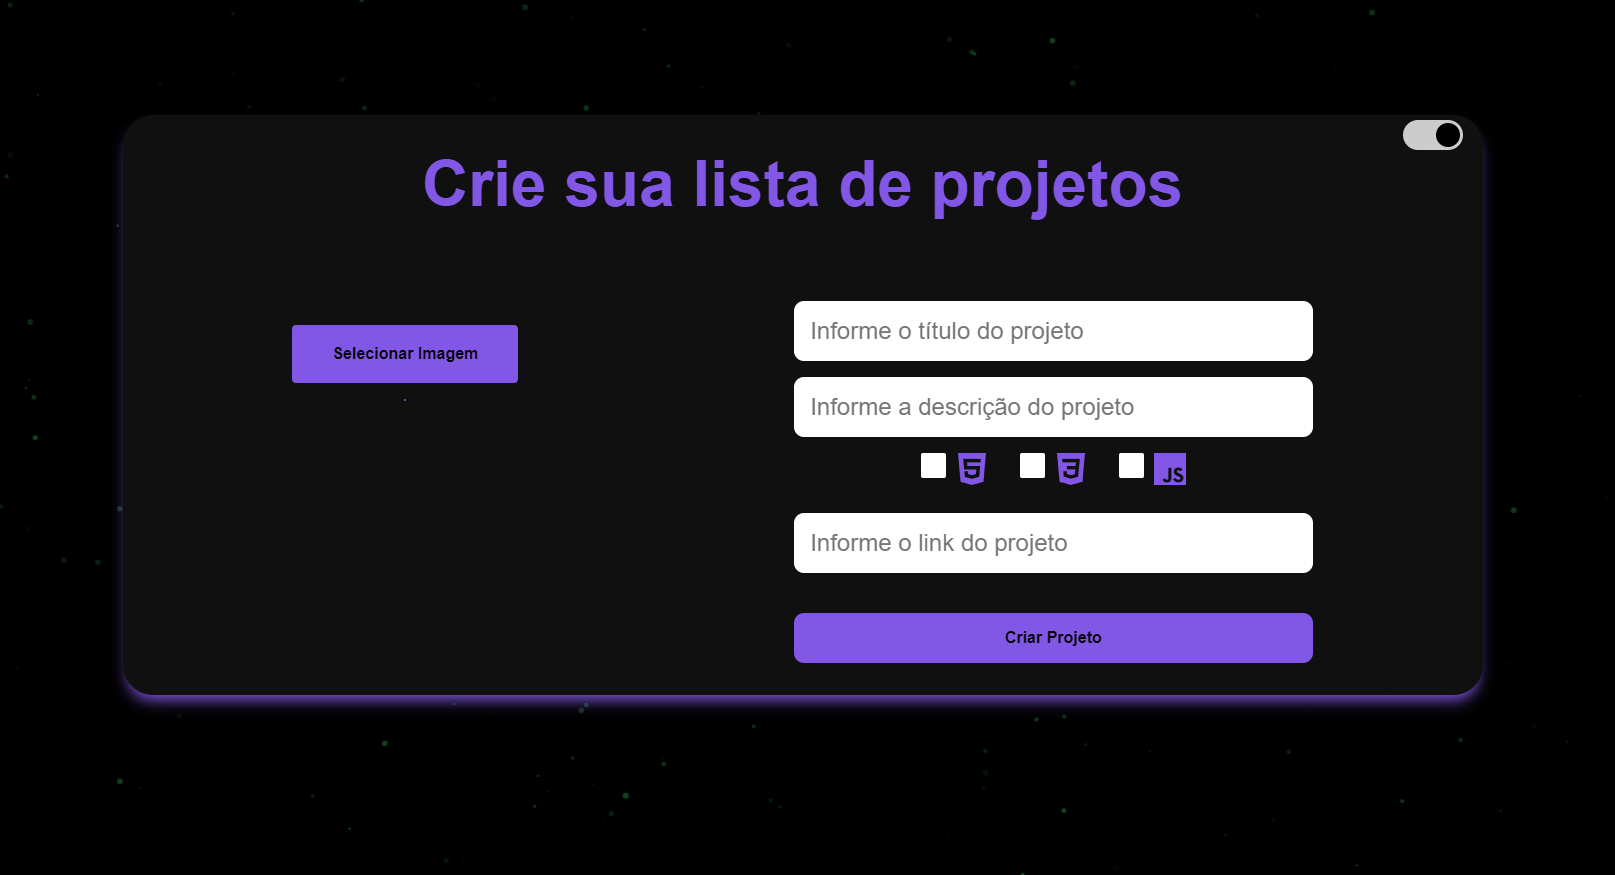 Crie sua lista de projetos
Selecionar Imagem
Informe o título do projeto
Informe a descrição do projeto
5 3 JS
Informe o link do projeto
Criar Projeto